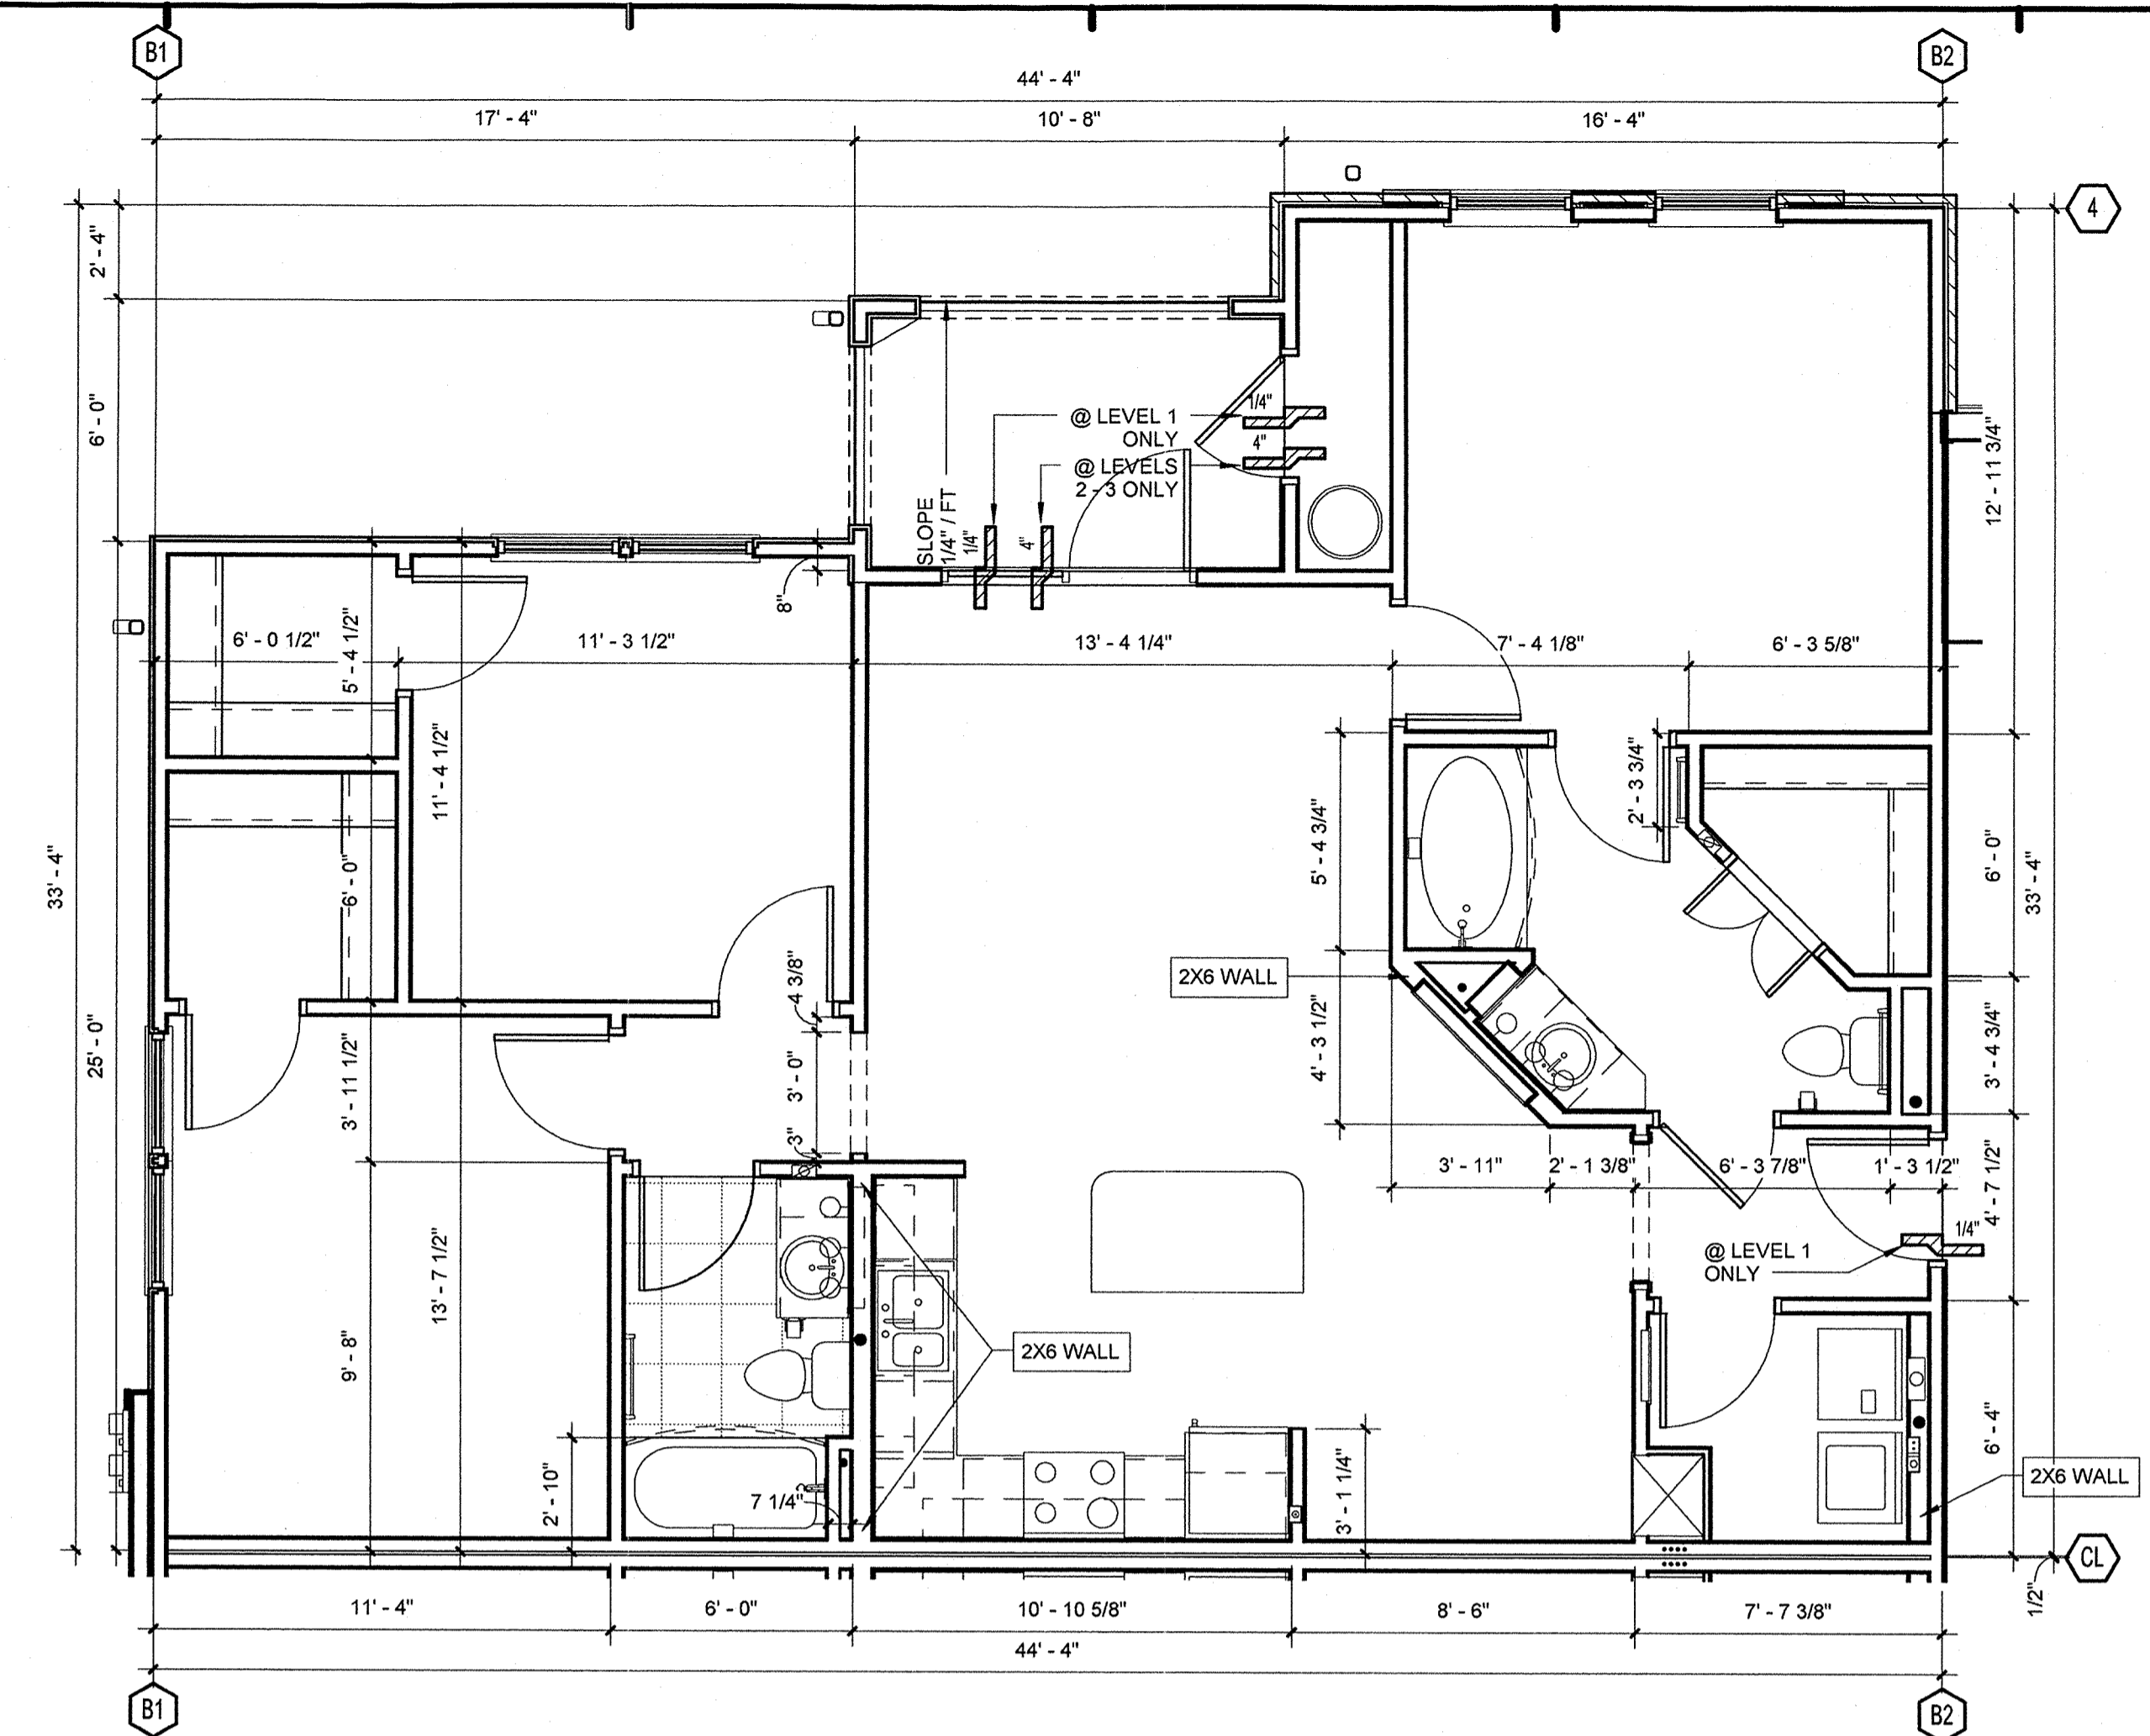 B1
B2
44' - 4"
17' - 4"
10' - 8"
16' - 4"
4
2' - 4"
6' - 0"
@ LEVEL 1
ONLY
1/4"
4"
@ LEVELS
2 - 3 ONLY
12' - 11 3/4"
SLOPE
1/4" / FT
1/4"
4"
8"
6' - 0 1/2"
5' - 4 1/2"
11' - 3 1/2"
13' - 4 1/4"
7' - 4 1/8"
6' - 3 5/8"
11' - 4 1/2"
2' - 3 3/4"
5' - 4 3/4"
33' - 4"
6' - 0"
6' - 0"
33' - 4"
2X6 WALL
4 3/8"
25' - 0"
3' - 11 1/2"
3' - 0"
4' - 3 1/2"
3' - 4 3/4"
3"
3' - 11"
2' - 1 3/8"
6' - 3 7/8"
1' - 3 1/2"
4' - 7 1/2"
1/4"
@ LEVEL 1
ONLY
13' - 7 1/2"
9' - 8"
2X6 WALL
6' - 4"
2X6 WALL
2' - 10"
7 1/4"
3' - 1 1/4"
CL
1/2"
11' - 4"
6' - 0"
10' - 10 5/8"
8' - 6"
7' - 7 3/8"
44' - 4"
B1
B2